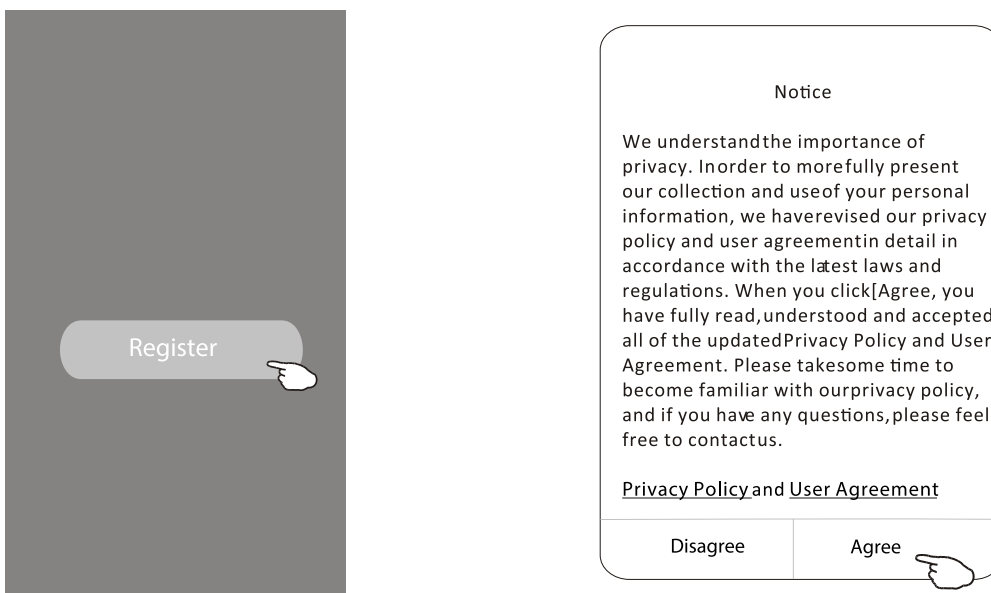 Register
Notice
We understandthe importance of
privacy. Inorder to morefully present
our collection and useof your personal
information, we haverevised our privacy
policy and user agreementin detail in
accordance with the latest laws and
regulations. When you click[Agree, you
have fully read,understood and accepted
all of the updatedPrivacy Policy and User
Agreement. Please takesome time to
become familiar with ourprivacy policy,
and if you have any questions,please feel
free to contactus.
Privacy Policy and User Agreement
Disagree Agree